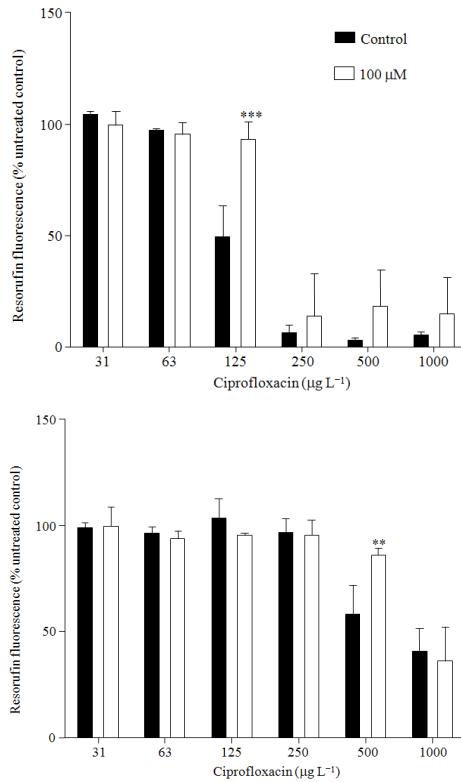 150
100
50
0
Resorufin fluorescence (% untreated control)
Control
100 µM
***
31 63 125 250 500 1000
Ciprofloxacin (µg L⁻¹)
150
100
50
0
Resorufin fluorescence (% untreated control)
**
31 63 125 250 500 1000
Ciprofloxacin (µg L⁻¹)